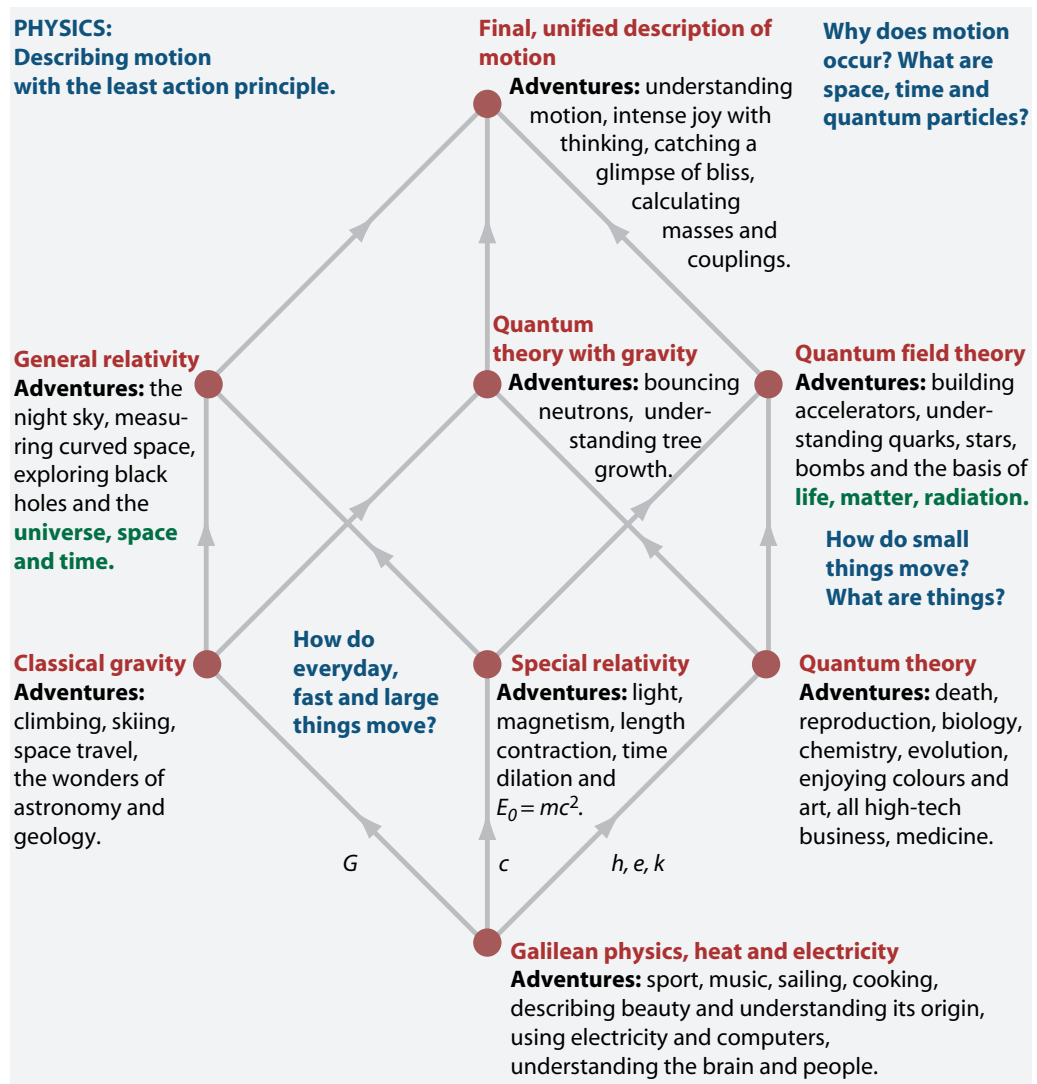 PHYSICS:
Describing motion
with the least action principle.
Final, unified description of
motion
Adventures: understanding
motion, intense joy with
thinking, catching a
glimpse of bliss,
calculating
masses and
couplings.
Why does motion
occur? What are
space, time and
quantum particles?
General relativity
Adventures: the
night sky, measu-
ring curved space,
exploring black
holes and the
universe, space
and time.
Quantum
theory with gravity
Adventures: bouncing
neutrons, under-
standing tree
growth.
Quantum field theory
Adventures: building
accelerators, under-
standing quarks, stars,
bombs and the basis of
life, matter, radiation.
How do small
things move?
What are things?
Classical gravity
Adventures:
climbing, skiing,
space travel,
the wonders of
astronomy and
geology.
How do
everyday,
fast and large
things move?
Special relativity
Adventures: light,
magnetism, length
contraction, time
dilation and
E₀ = mc².
Quantum theory
Adventures: death,
reproduction, biology,
chemistry, evolution,
enjoying colours and
art, all high-tech
business, medicine.
G
c
h, e, k
Galilean physics, heat and electricity
Adventures: sport, music, sailing, cooking,
describing beauty and understanding its origin,
using electricity and computers,
understanding the brain and people.